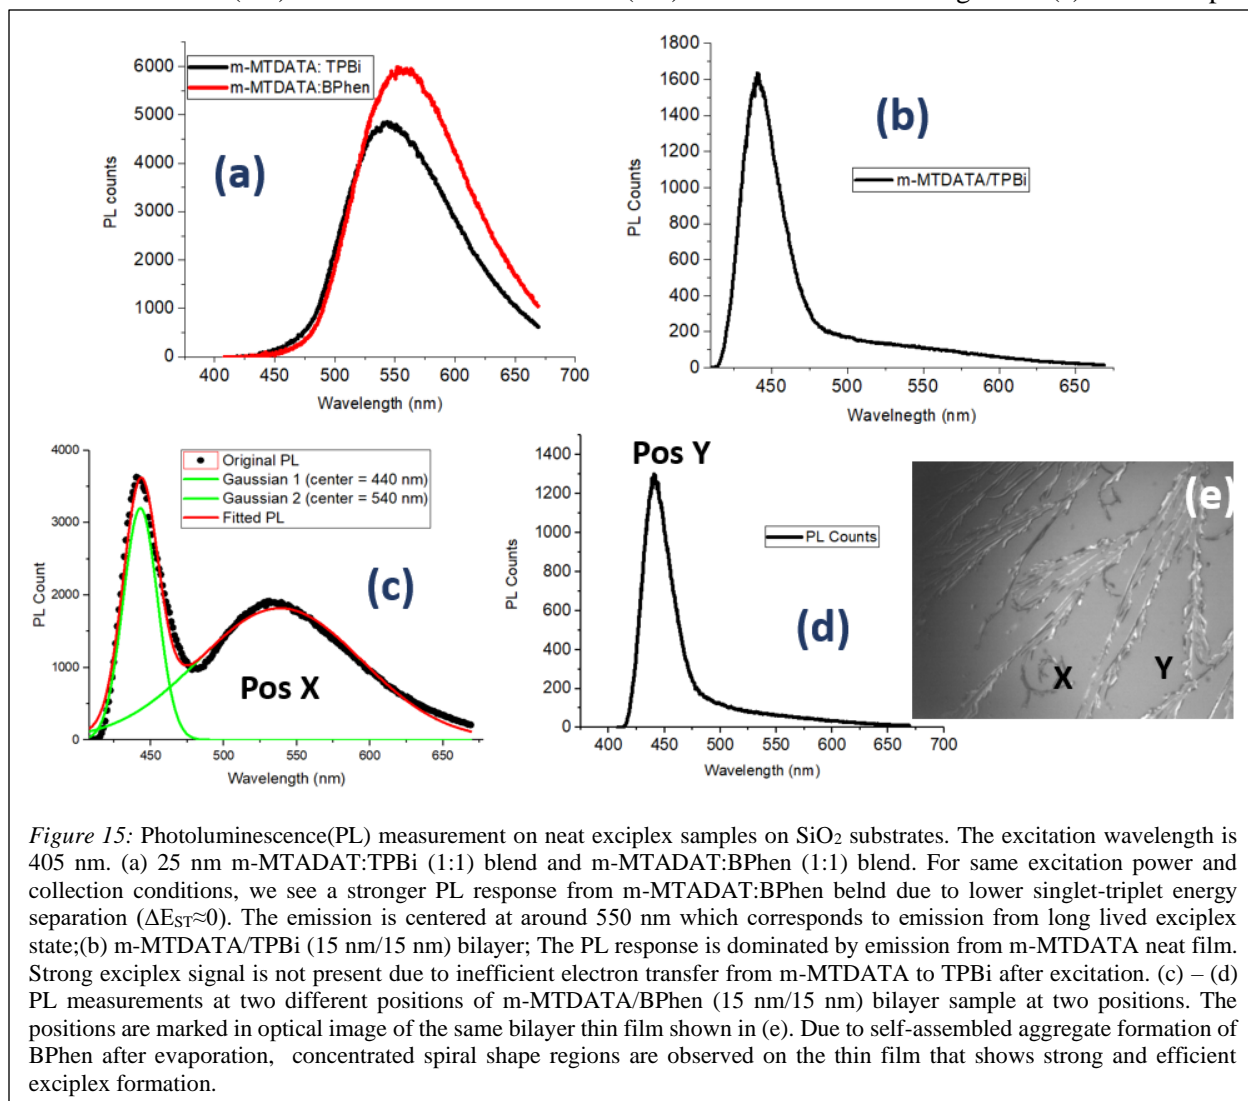 6000
5000
4000
3000
2000
1000
0
PL counts
m-MTDATA: TPBi
m-MTDATA:BPhen
(a)
400 450 500 550 600 650 700
Wavelength (nm)
1800
1600
1400
1200
1000
800
600
400
200
0
PL Counts
(b)
m-MTDATA/TPBi
450 500 550 600 650
Wavelnegth (nm)
4000
3000
2000
1000
0
PL Count
Original PL
Gaussian 1 (center = 440 nm)
Gaussian 2 (center = 540 nm)
Fitted PL
(c)
Pos X
450 500 550 600 650
Wavelength (nm)
1400
1200
1000
800
600
400
200
0
PL Counts
Pos Y
PL Counts
(d)
400 450 500 550 600 650 700
Wavelength (nm)
(e)
X
Y
Figure 15: Photoluminescence(PL) measurement on neat exciplex samples on SiO₂ substrates. The excitation wavelength is
405 nm. (a) 25 nm m-MTADAT:TPBi (1:1) blend and m-MTADAT:BPhen (1:1) blend. For same excitation power and
collection conditions, we see a stronger PL response from m-MTADAT:BPhen belnd due to lower singlet-triplet energy
separation (ΔE_ST≈0). The emission is centered at around 550 nm which corresponds to emission from long lived exciplex
state;(b) m-MTDATA/TPBi (15 nm/15 nm) bilayer; The PL response is dominated by emission from m-MTDATA neat film.
Strong exciplex signal is not present due to inefficient electron transfer from m-MTDATA to TPBi after excitation. (c) – (d)
PL measurements at two different positions of m-MTDATA/BPhen (15 nm/15 nm) bilayer sample at two positions. The
positions are marked in optical image of the same bilayer thin film shown in (e). Due to self-assembled aggregate formation of
BPhen after evaporation, concentrated spiral shape regions are observed on the thin film that shows strong and efficient
exciplex formation.